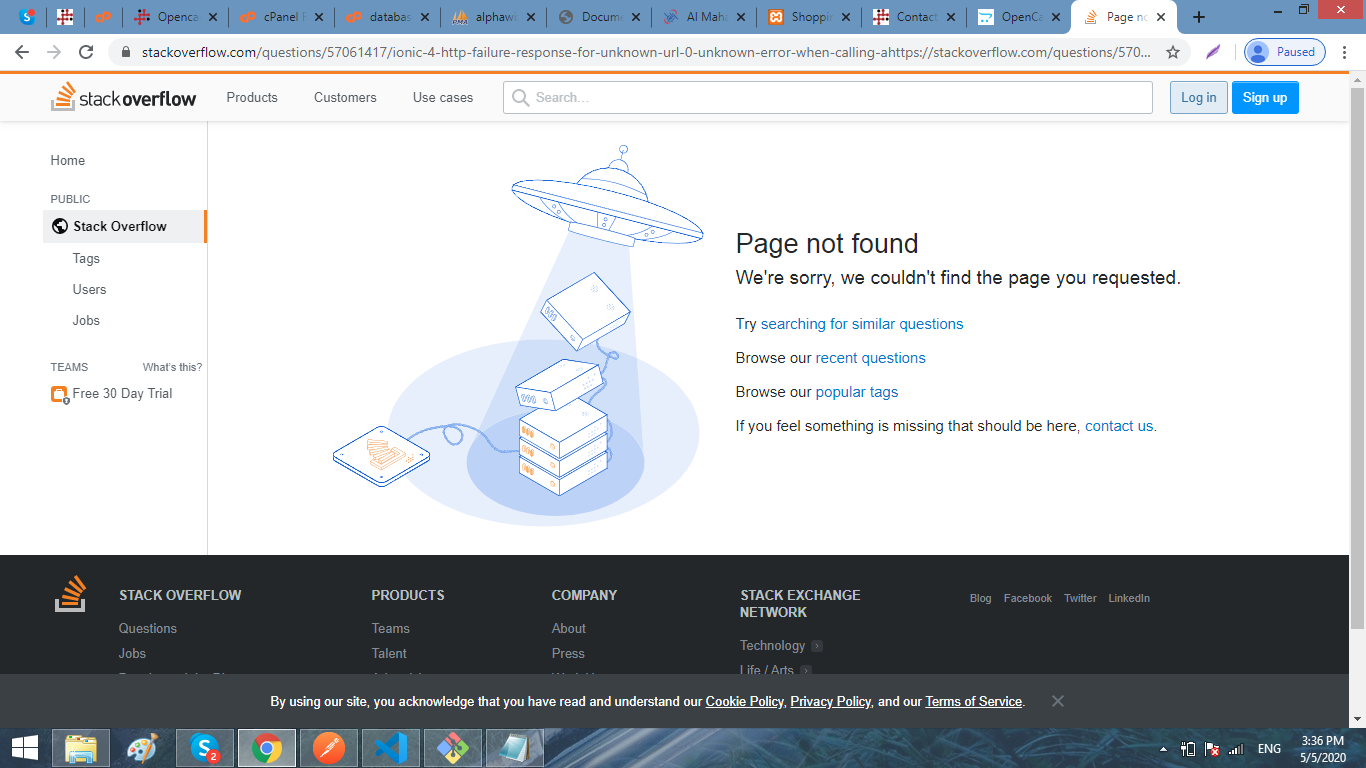 Openca
cPanel F
databas
alphawi
Docume
Al Maha
Shoppin
Contact
OpenCa
Page no
stackoverflow.com/questions/57061417/ionic-4-http-failure-response-for-unknown-url-0-unknown-error-when-calling-ahttps://stackoverflow.com/questions/570...
Paused
stackoverflow
Products
Customers
Use cases
Search...
Log in
Sign up
Home
PUBLIC
Stack Overflow
Tags
Users
Jobs
TEAMS
What's this?
Free 30 Day Trial
Page not found
We're sorry, we couldn't find the page you requested.
Try searching for similar questions
Browse our recent questions
Browse our popular tags
If you feel something is missing that should be here, contact us.
STACK OVERFLOW
Questions
Jobs
PRODUCTS
Teams
Talent
COMPANY
About
Press
STACK EXCHANGE
NETWORK
Technology
Life / Arts
Blog Facebook Twitter LinkedIn
By using our site, you acknowledge that you have read and understand our Cookie Policy, Privacy Policy, and our Terms of Service.
2
ENG
3:36 PM
5/5/2020